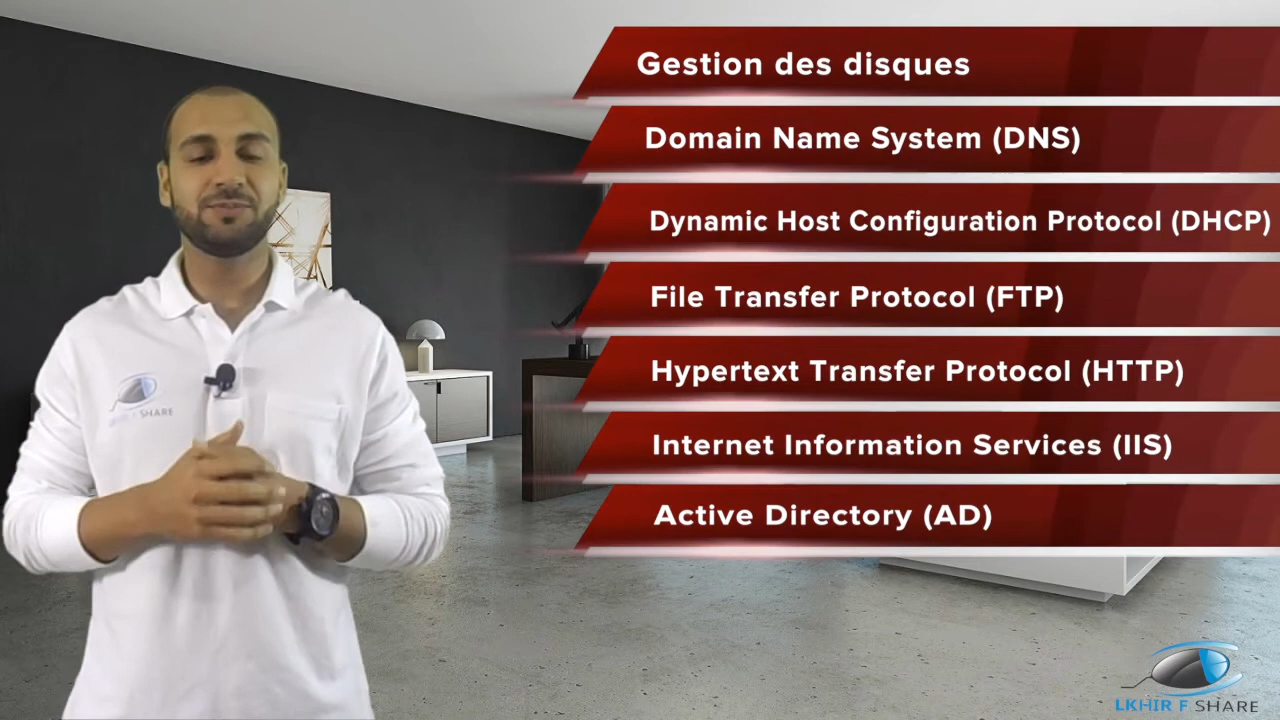 Gestion des disques
Domain Name System (DNS)
Dynamic Host Configuration Protocol (DHCP)
File Transfer Protocol (FTP)
Hypertext Transfer Protocol (HTTP)
Internet Information Services (IIS)
Active Directory (AD)
SHARE
LKHIR F SHARE